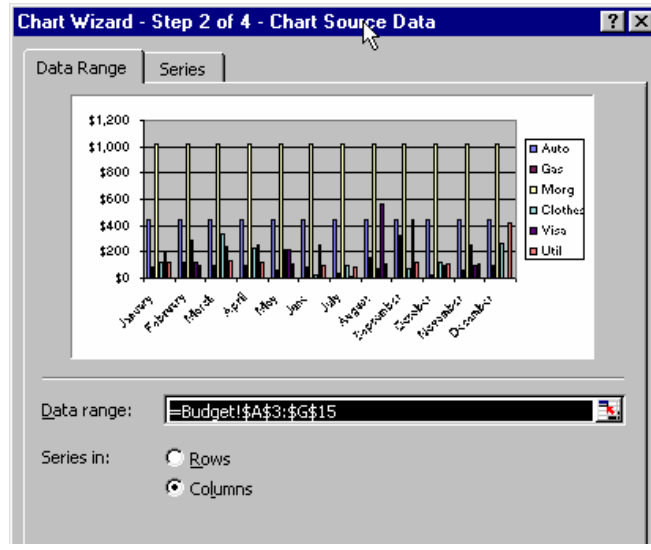 Chart Wizard - Step 2 of 4 - Chart Source Data
Data Range Series
$1,200
$1,000
$800
$600
$400
$200
$0
Auto
Gas
Morg
Clothes
Visa
Util
January February March April May June July August September October November December
Data range: =Budget!$A$3:$G$15
Series in: Rows
Columns